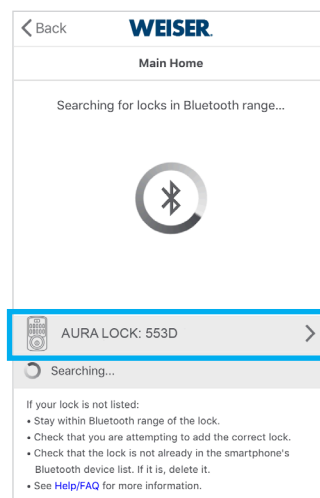 Back WEISER.
Main Home
Searching for locks in Bluetooth range...
AURA LOCK: 553D
Searching...
If your lock is not listed:
• Stay within Bluetooth range of the lock.
• Check that you are attempting to add the correct lock.
• Check that the lock is not already in the smartphone's
Bluetooth device list. If it is, delete it.
• See Help/FAQ for more information.